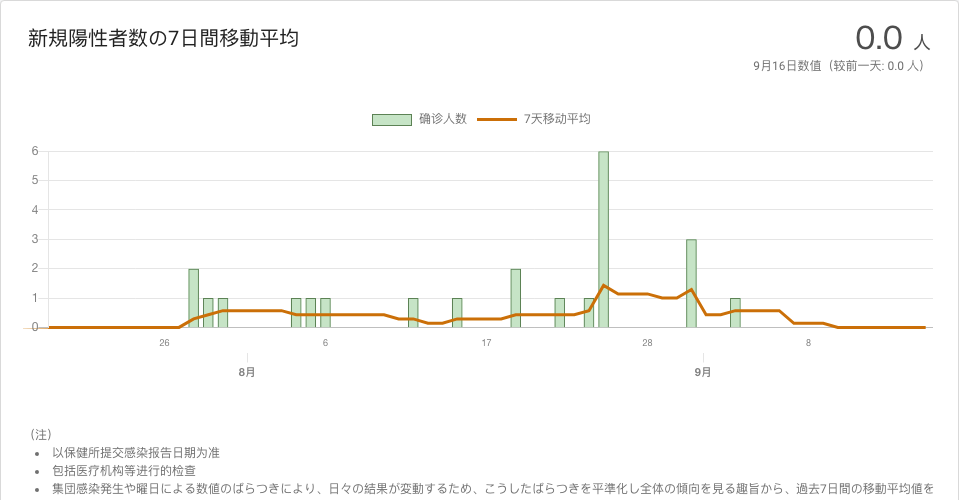 新規陽性者数の7日間移動平均
0.0 人
9月16日数值（较前一天: 0.0 人）
确诊人数 7天移动平均
6
5
4
3
2
1
0
26 6 17 28 8
8月 9月
（注）
以保健所提交感染报告日期为准
包括医疗机构等进行的检查
集団感染発生や曜日による数値のばらつきにより、日々の結果が変動するため、こうしたばらつきを平準化し全体の傾向を見る趣旨から、過去7日間の移動平均値を